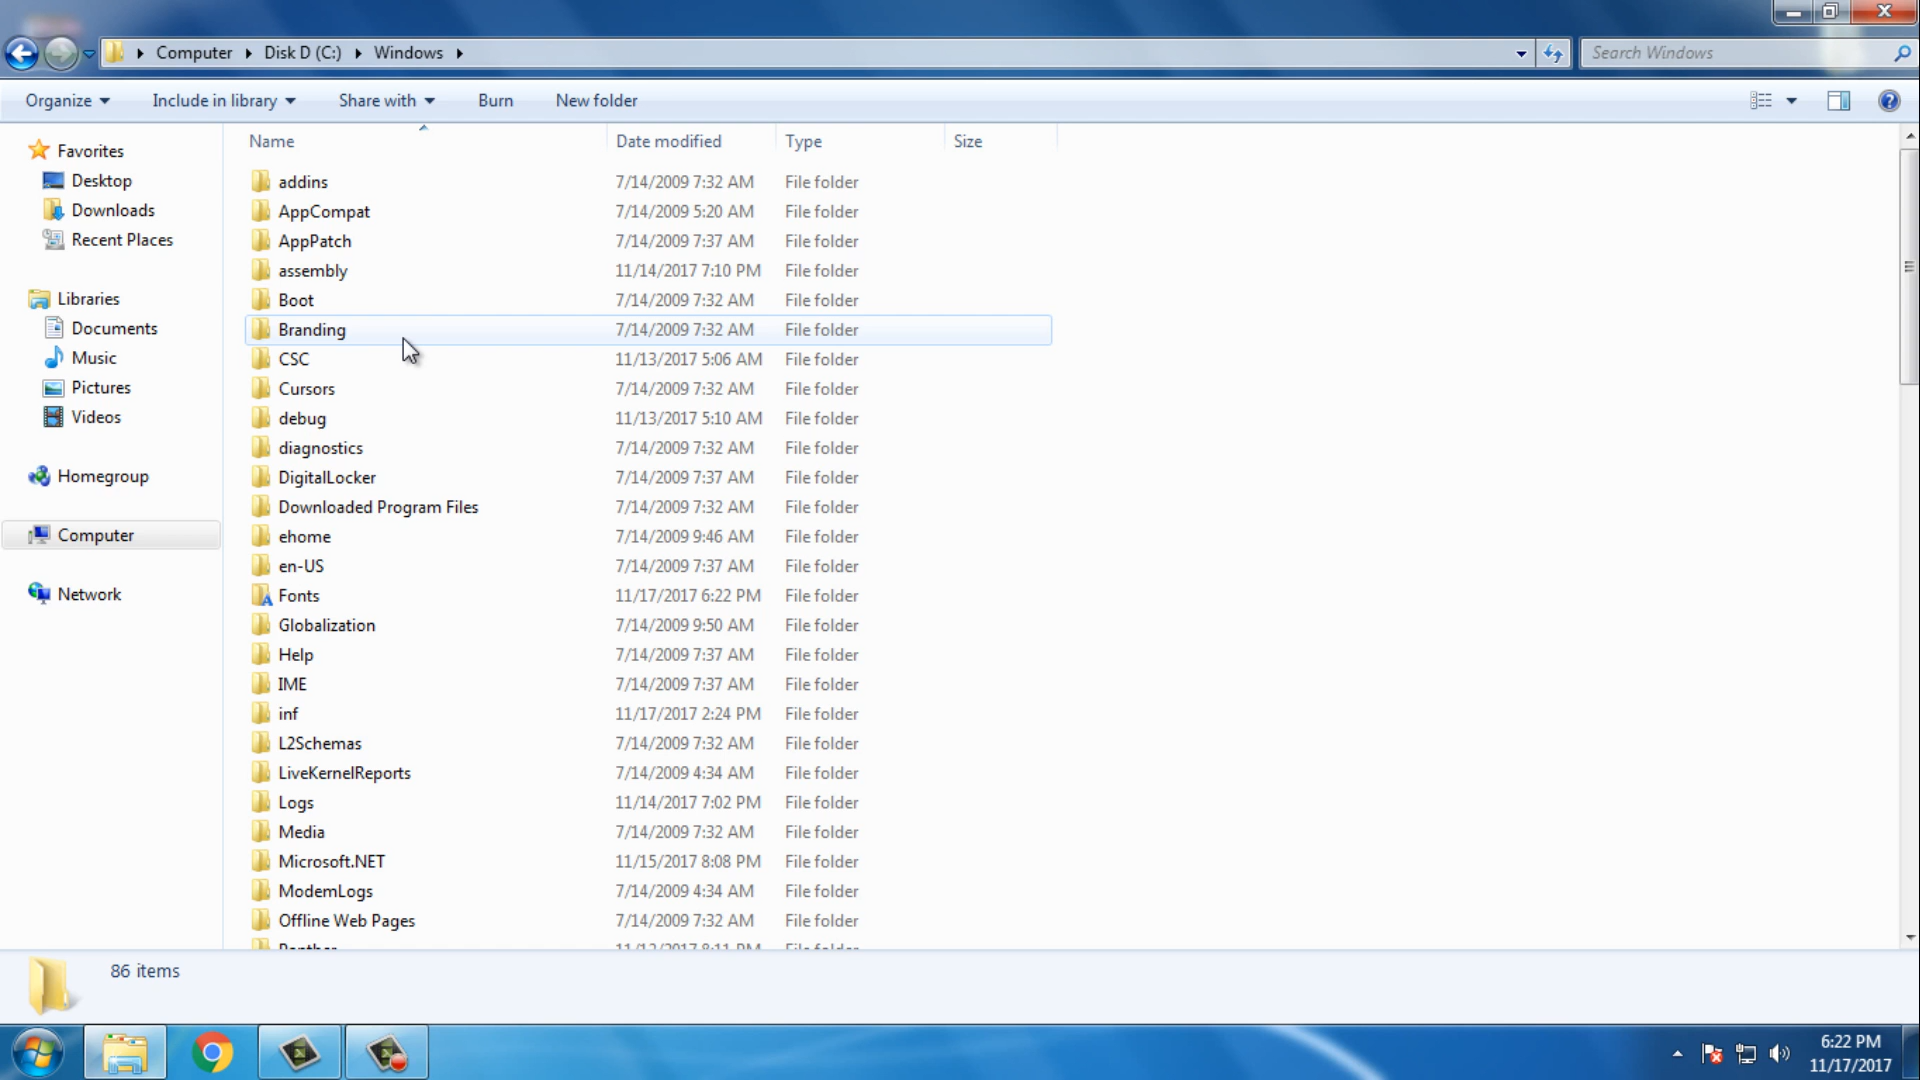 Computer Disk D (C:) Windows
Search Windows
Organize Include in library Share with Burn New folder
Name Date modified Type Size
Favorites
Desktop
Downloads
Recent Places
Libraries
Documents
Music
Pictures
Videos
Homegroup
Computer
Network
addins 7/14/2009 7:32 AM File folder
AppCompat 7/14/2009 5:20 AM File folder
AppPatch 7/14/2009 7:37 AM File folder
assembly 11/14/2017 7:10 PM File folder
Boot 7/14/2009 7:32 AM File folder
Branding 7/14/2009 7:32 AM File folder
CSC 11/13/2017 5:06 AM File folder
Cursors 7/14/2009 7:32 AM File folder
debug 11/13/2017 5:10 AM File folder
diagnostics 7/14/2009 7:32 AM File folder
DigitalLocker 7/14/2009 7:37 AM File folder
Downloaded Program Files 7/14/2009 7:32 AM File folder
ehome 7/14/2009 9:46 AM File folder
en-US 7/14/2009 7:37 AM File folder
Fonts 11/17/2017 6:22 PM File folder
Globalization 7/14/2009 9:50 AM File folder
Help 7/14/2009 7:37 AM File folder
IME 7/14/2009 7:37 AM File folder
inf 11/17/2017 2:24 PM File folder
L2Schemas 7/14/2009 7:32 AM File folder
LiveKernelReports 7/14/2009 4:34 AM File folder
Logs 11/14/2017 7:02 PM File folder
Media 7/14/2009 7:32 AM File folder
Microsoft.NET 11/15/2017 8:08 PM File folder
ModemLogs 7/14/2009 4:34 AM File folder
Offline Web Pages 7/14/2009 7:32 AM File folder
86 items
6:22 PM
11/17/2017